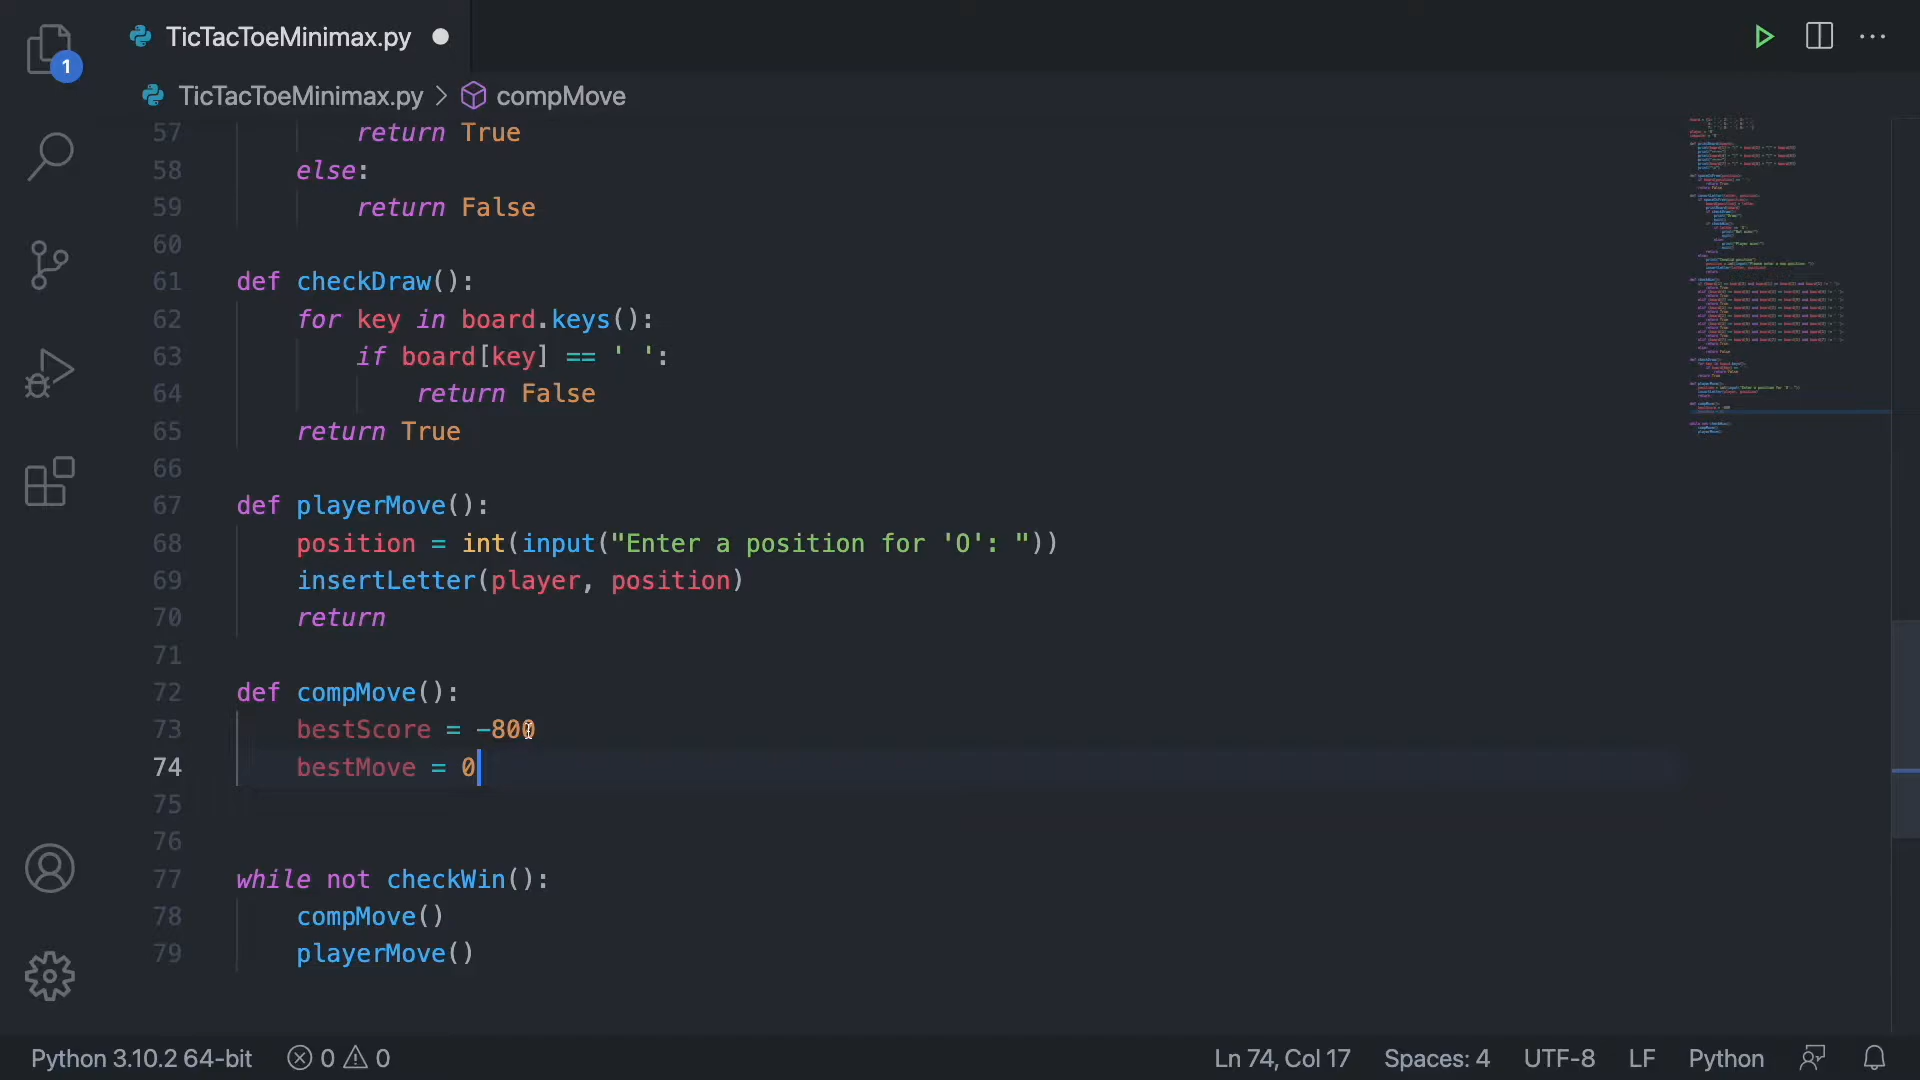 TicTacToeMinimax.py
1
TicTacToeMinimax.py > compMove
57 return True
58 else:
59 return False
60
61 def checkDraw():
62 for key in board.keys():
63 if board[key] == ' ':
64 return False
65 return True
66
67 def playerMove():
68 position = int(input("Enter a position for 'O': "))
69 insertLetter(player, position)
70 return
71
72 def compMove():
73 bestScore = -800
74 bestMove = 0
75
76
77 while not checkWin():
78 compMove()
79 playerMove()
Python 3.10.2 64-bit 0 0 Ln 74, Col 17 Spaces: 4 UTF-8 LF Python